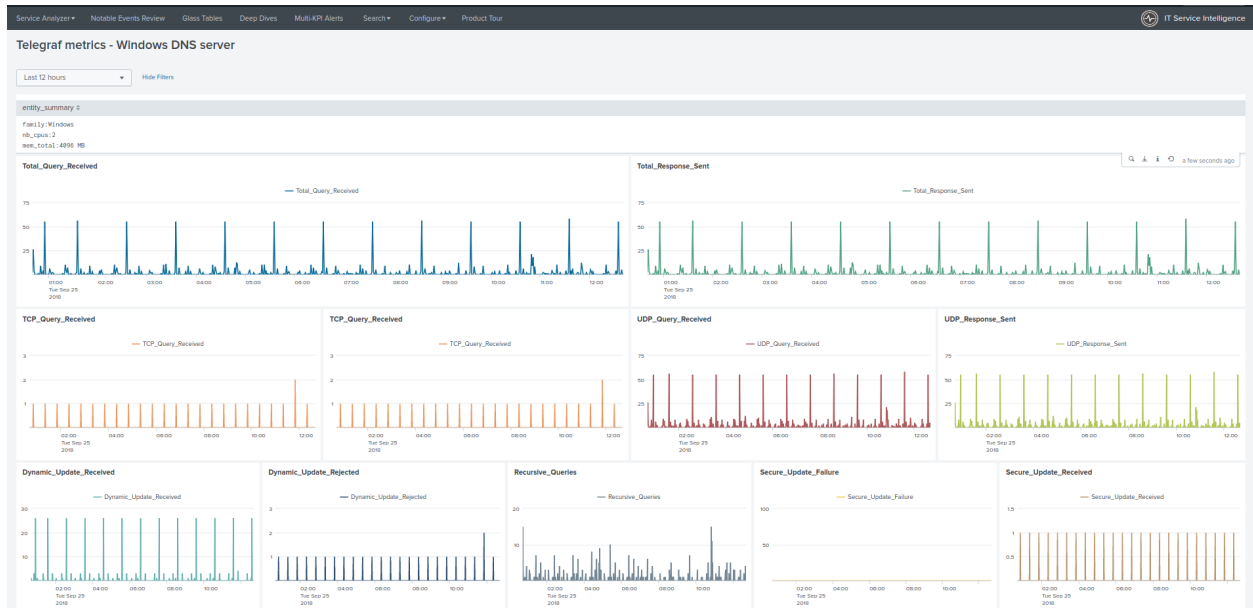 Service Analyzer▾ Notable Events Review Glass Tables Deep Dives Multi-KPI Alerts Search▾ Configure▾ Product Tour IT Service Intelligence
Telegraf metrics - Windows DNS server
Last 12 hours Hide Filters
entity_summary
family:Windows
nb_cpus:2
mem_total:4096 MB
a few seconds ago
Total_Query_Received
Total_Query_Received
75
50
25
01:00 02:00 03:00 04:00 05:00 06:00 07:00 08:00 09:00 10:00 11:00 12:00
Tue Sep 25
2018
Total_Response_Sent
Total_Response_Sent
75
50
25
01:00 02:00 03:00 04:00 05:00 06:00 07:00 08:00 09:00 10:00 11:00 12:00
Tue Sep 25
2018
TCP_Query_Received
TCP_Query_Received
3
2
1
02:00 04:00 06:00 08:00 10:00 12:00
Tue Sep 25
2018
TCP_Query_Received
TCP_Query_Received
3
2
1
02:00 04:00 06:00 08:00 10:00 12:00
Tue Sep 25
2018
UDP_Query_Received
UDP_Query_Received
75
50
25
02:00 04:00 06:00 08:00 10:00 12:00
Tue Sep 25
2018
UDP_Response_Sent
UDP_Response_Sent
75
50
25
02:00 04:00 06:00 08:00 10:00 12:00
Tue Sep 25
2018
Dynamic_Update_Received
Dynamic_Update_Received
30
20
10
02:00 04:00 06:00 08:00 10:00
Tue Sep 25
2018
Dynamic_Update_Rejected
Dynamic_Update_Rejected
3
2
1
02:00 04:00 06:00 08:00 10:00
Tue Sep 25
2018
Recursive_Queries
Recursive_Queries
20
10
02:00 04:00 06:00 08:00 10:00
Tue Sep 25
2018
Secure_Update_Failure
Secure_Update_Failure
100
50
02:00 04:00 06:00 08:00 10:00
Tue Sep 25
2018
Secure_Update_Received
Secure_Update_Received
1.5
1
0.5
02:00 04:00 06:00 08:00 10:00
Tue Sep 25
2018